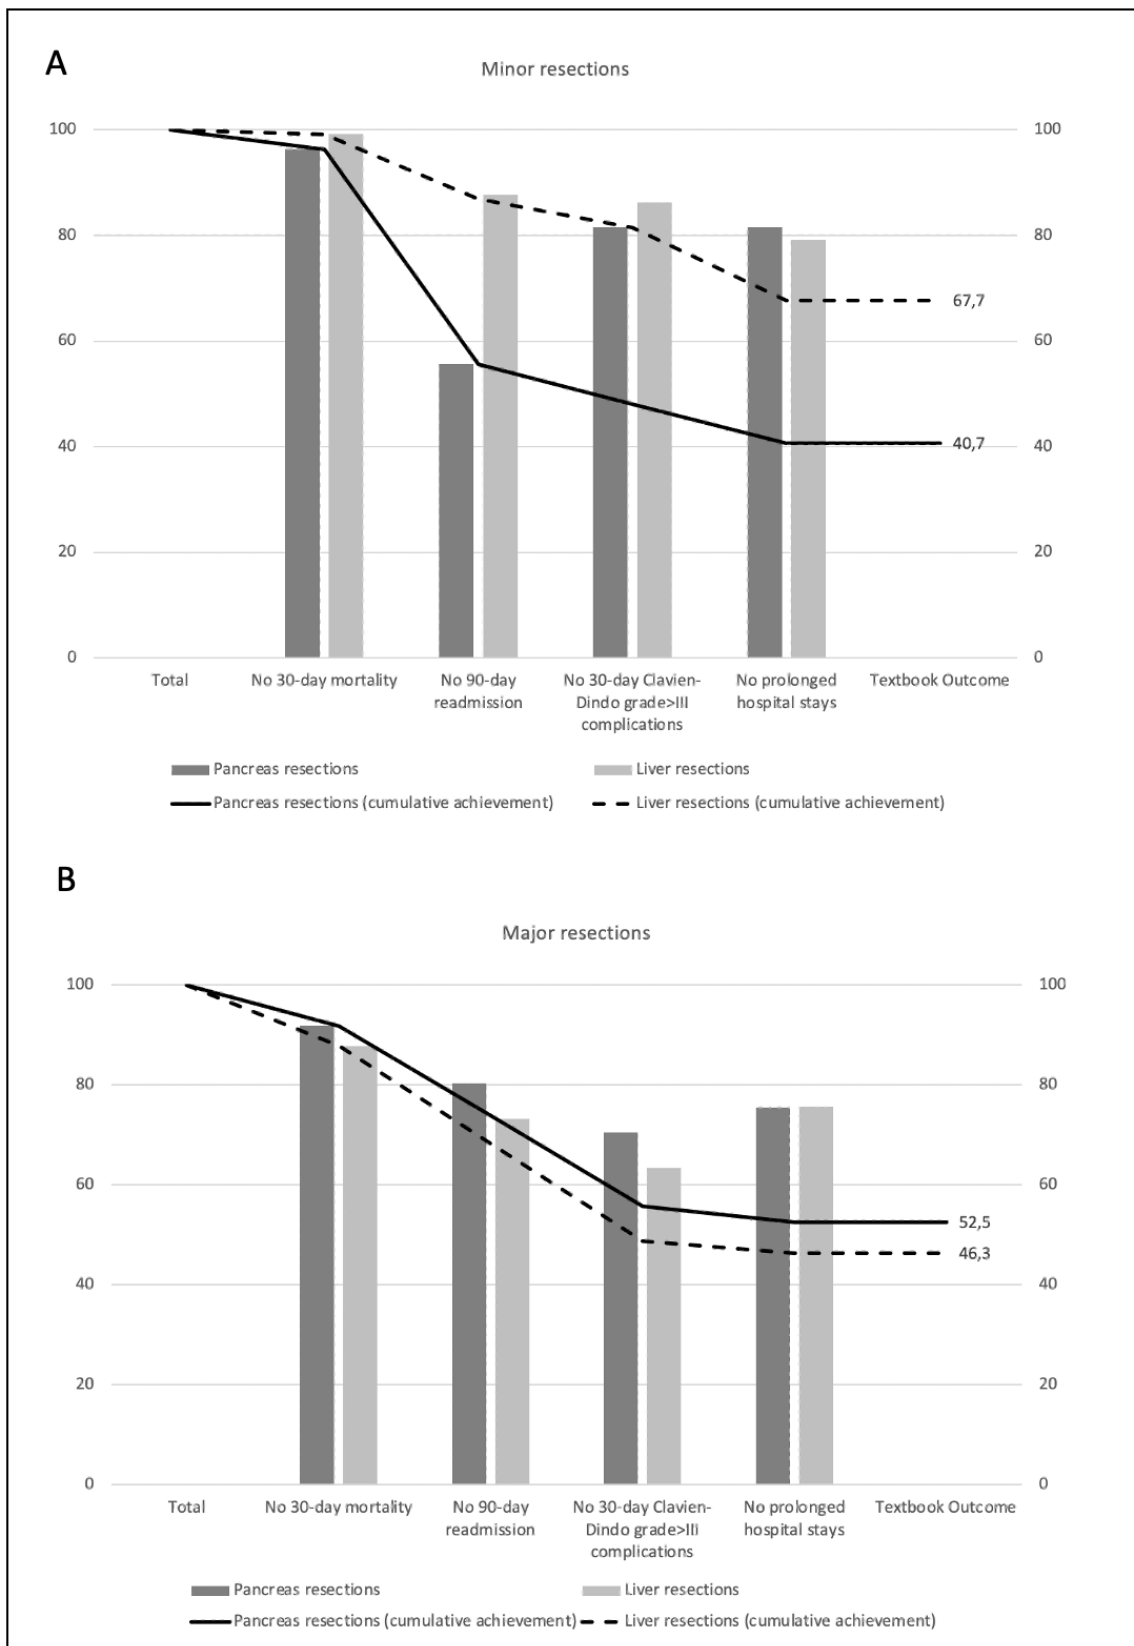 A
Minor resections
100 100
80 80
67,7
60 60
40,7
40 40
20 20
0 0
Total No 30-day mortality No 90-day No 30-day Clavien- No prolonged Textbook Outcome
readmission Dindo grade>III hospital stays
complications
Pancreas resections Liver resections
Pancreas resections (cumulative achievement) Liver resections (cumulative achievement)
B
Major resections
100 100
80 80
60 60
52,5
46,3
40 40
20 20
0 0
Total No 30-day mortality No 90-day No 30-day Clavien- No prolonged Textbook Outcome
readmission Dindo grade>III hospital stays
complications
Pancreas resections Liver resections
Pancreas resections (cumulative achievement) Liver resections (cumulative achievement)